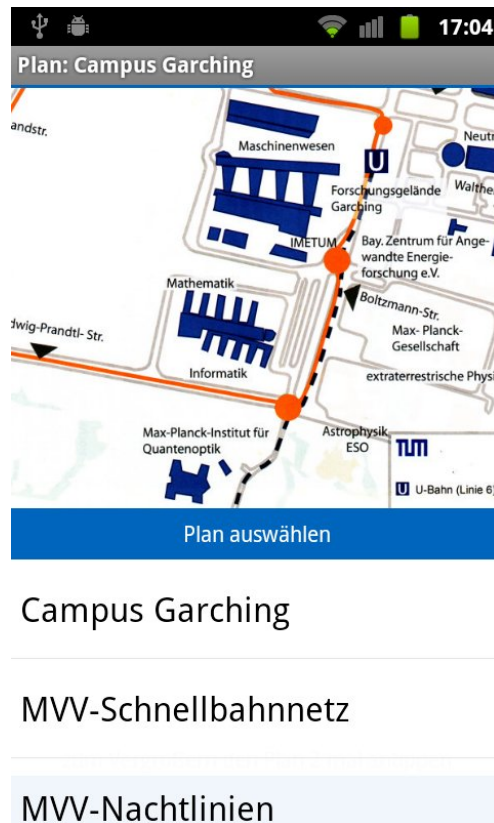 17:04
Plan: Campus Garching
andstr.
Maschinenwesen
Neutr
U
Forschungsgelände
Garching
Walthe
IMETUM
Bay. Zentrum für Ange-
wandte Energie-
forschung e.V.
Mathematik
Boltzmann-Str.
dwig-Prandtl- Str.
Max- Planck-
Gesellschaft
Informatik
extraterrestrische Physi
Max-Planck-Institut für
Quantenoptik
Astrophysik
ESO
TUM
U U-Bahn (Linie 6)
Plan auswählen
Campus Garching
MVV-Schnellbahnnetz
MVV-Nachtlinien